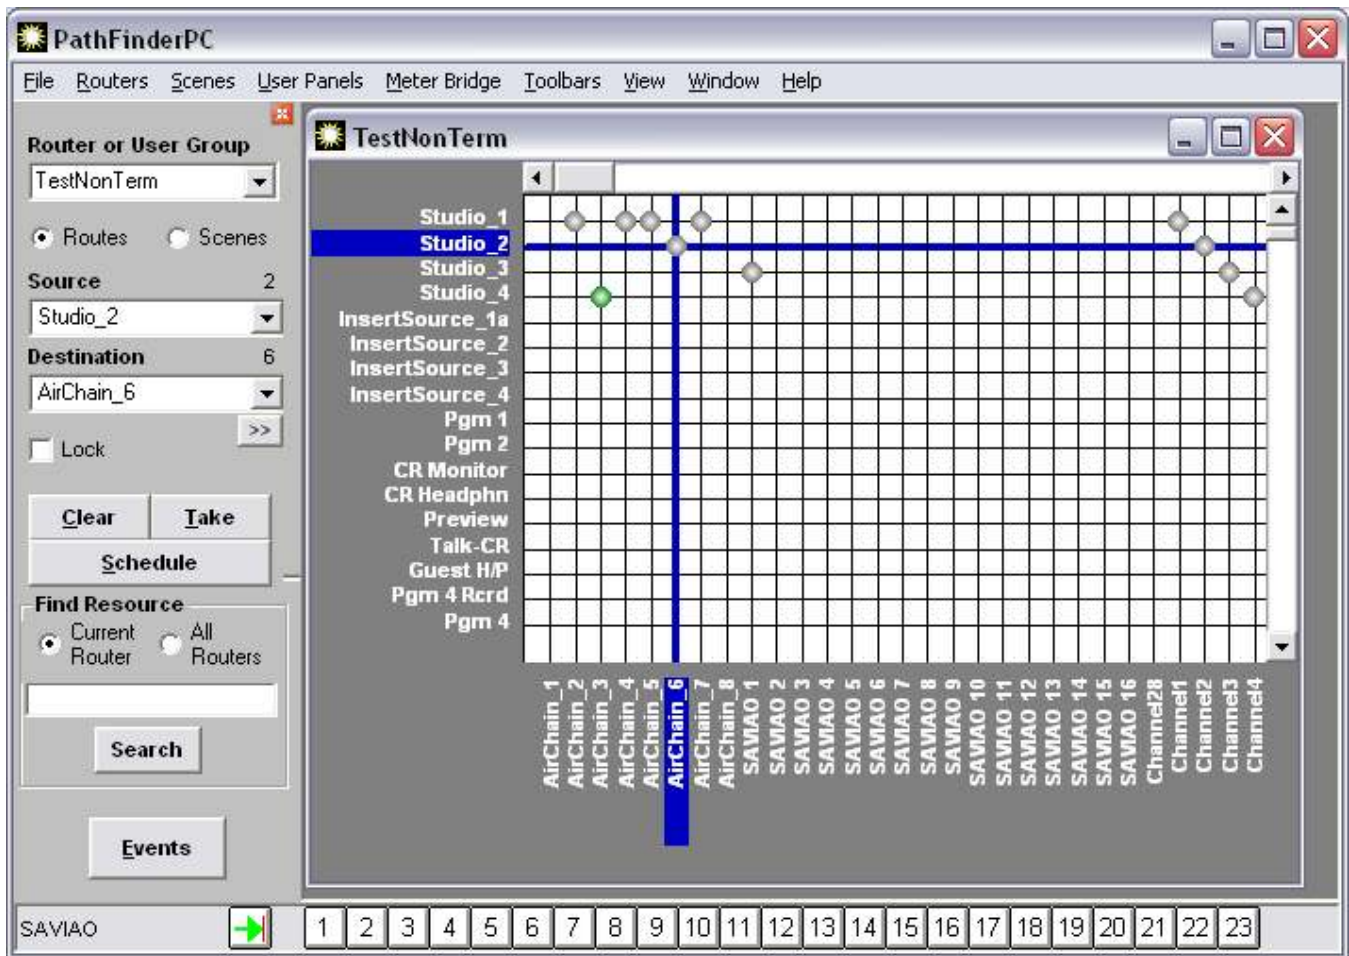 PathFinderPC
File Routers Scenes User Panels Meter Bridge Toolbars View Window Help
Router or User Group
TestNonTerm
Routes Scenes
Source 2
Studio_2
Destination 6
AirChain_6
>>
Lock
Clear Take
Schedule
Find Resource
Current Router
All Routers
Search
Events
TestNonTerm
Studio_1
Studio_2
Studio_3
Studio_4
InsertSource_1a
InsertSource_2
InsertSource_3
InsertSource_4
Pgm 1
Pgm 2
CR Monitor
CR Headphn
Preview
Talk-CR
Guest H/P
Pgm 4 Rcrd
Pgm 4
AirChain_1
AirChain_2
AirChain_3
AirChain_4
AirChain_5
AirChain_6
AirChain_7
AirChain_8
SAVIAO 1
SAVIAO 2
SAVIAO 3
SAVIAO 4
SAVIAO 5
SAVIAO 6
SAVIAO 7
SAVIAO 8
SAVIAO 9
SAVIAO 10
SAVIAO 11
SAVIAO 12
SAVIAO 13
SAVIAO 14
SAVIAO 15
SAVIAO 16
Channel28
Channel1
Channel2
Channel3
Channel4
SAVIAO
1 2 3 4 5 6 7 8 9 10 11 12 13 14 15 16 17 18 19 20 21 22 23